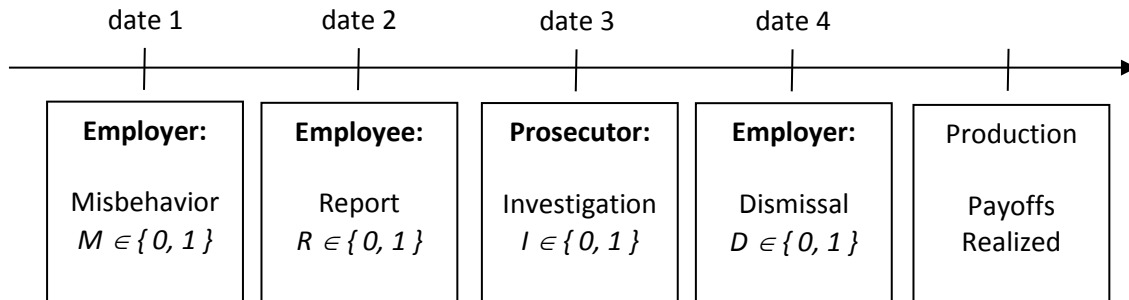 date 1 date 2 date 3 date 4
Employer: Employee: Prosecutor: Employer: Production
Misbehavior Report Investigation Dismissal Payoffs
M ∈ { 0, 1 } R ∈ { 0, 1 } I ∈ { 0, 1 } D ∈ { 0, 1 } Realized